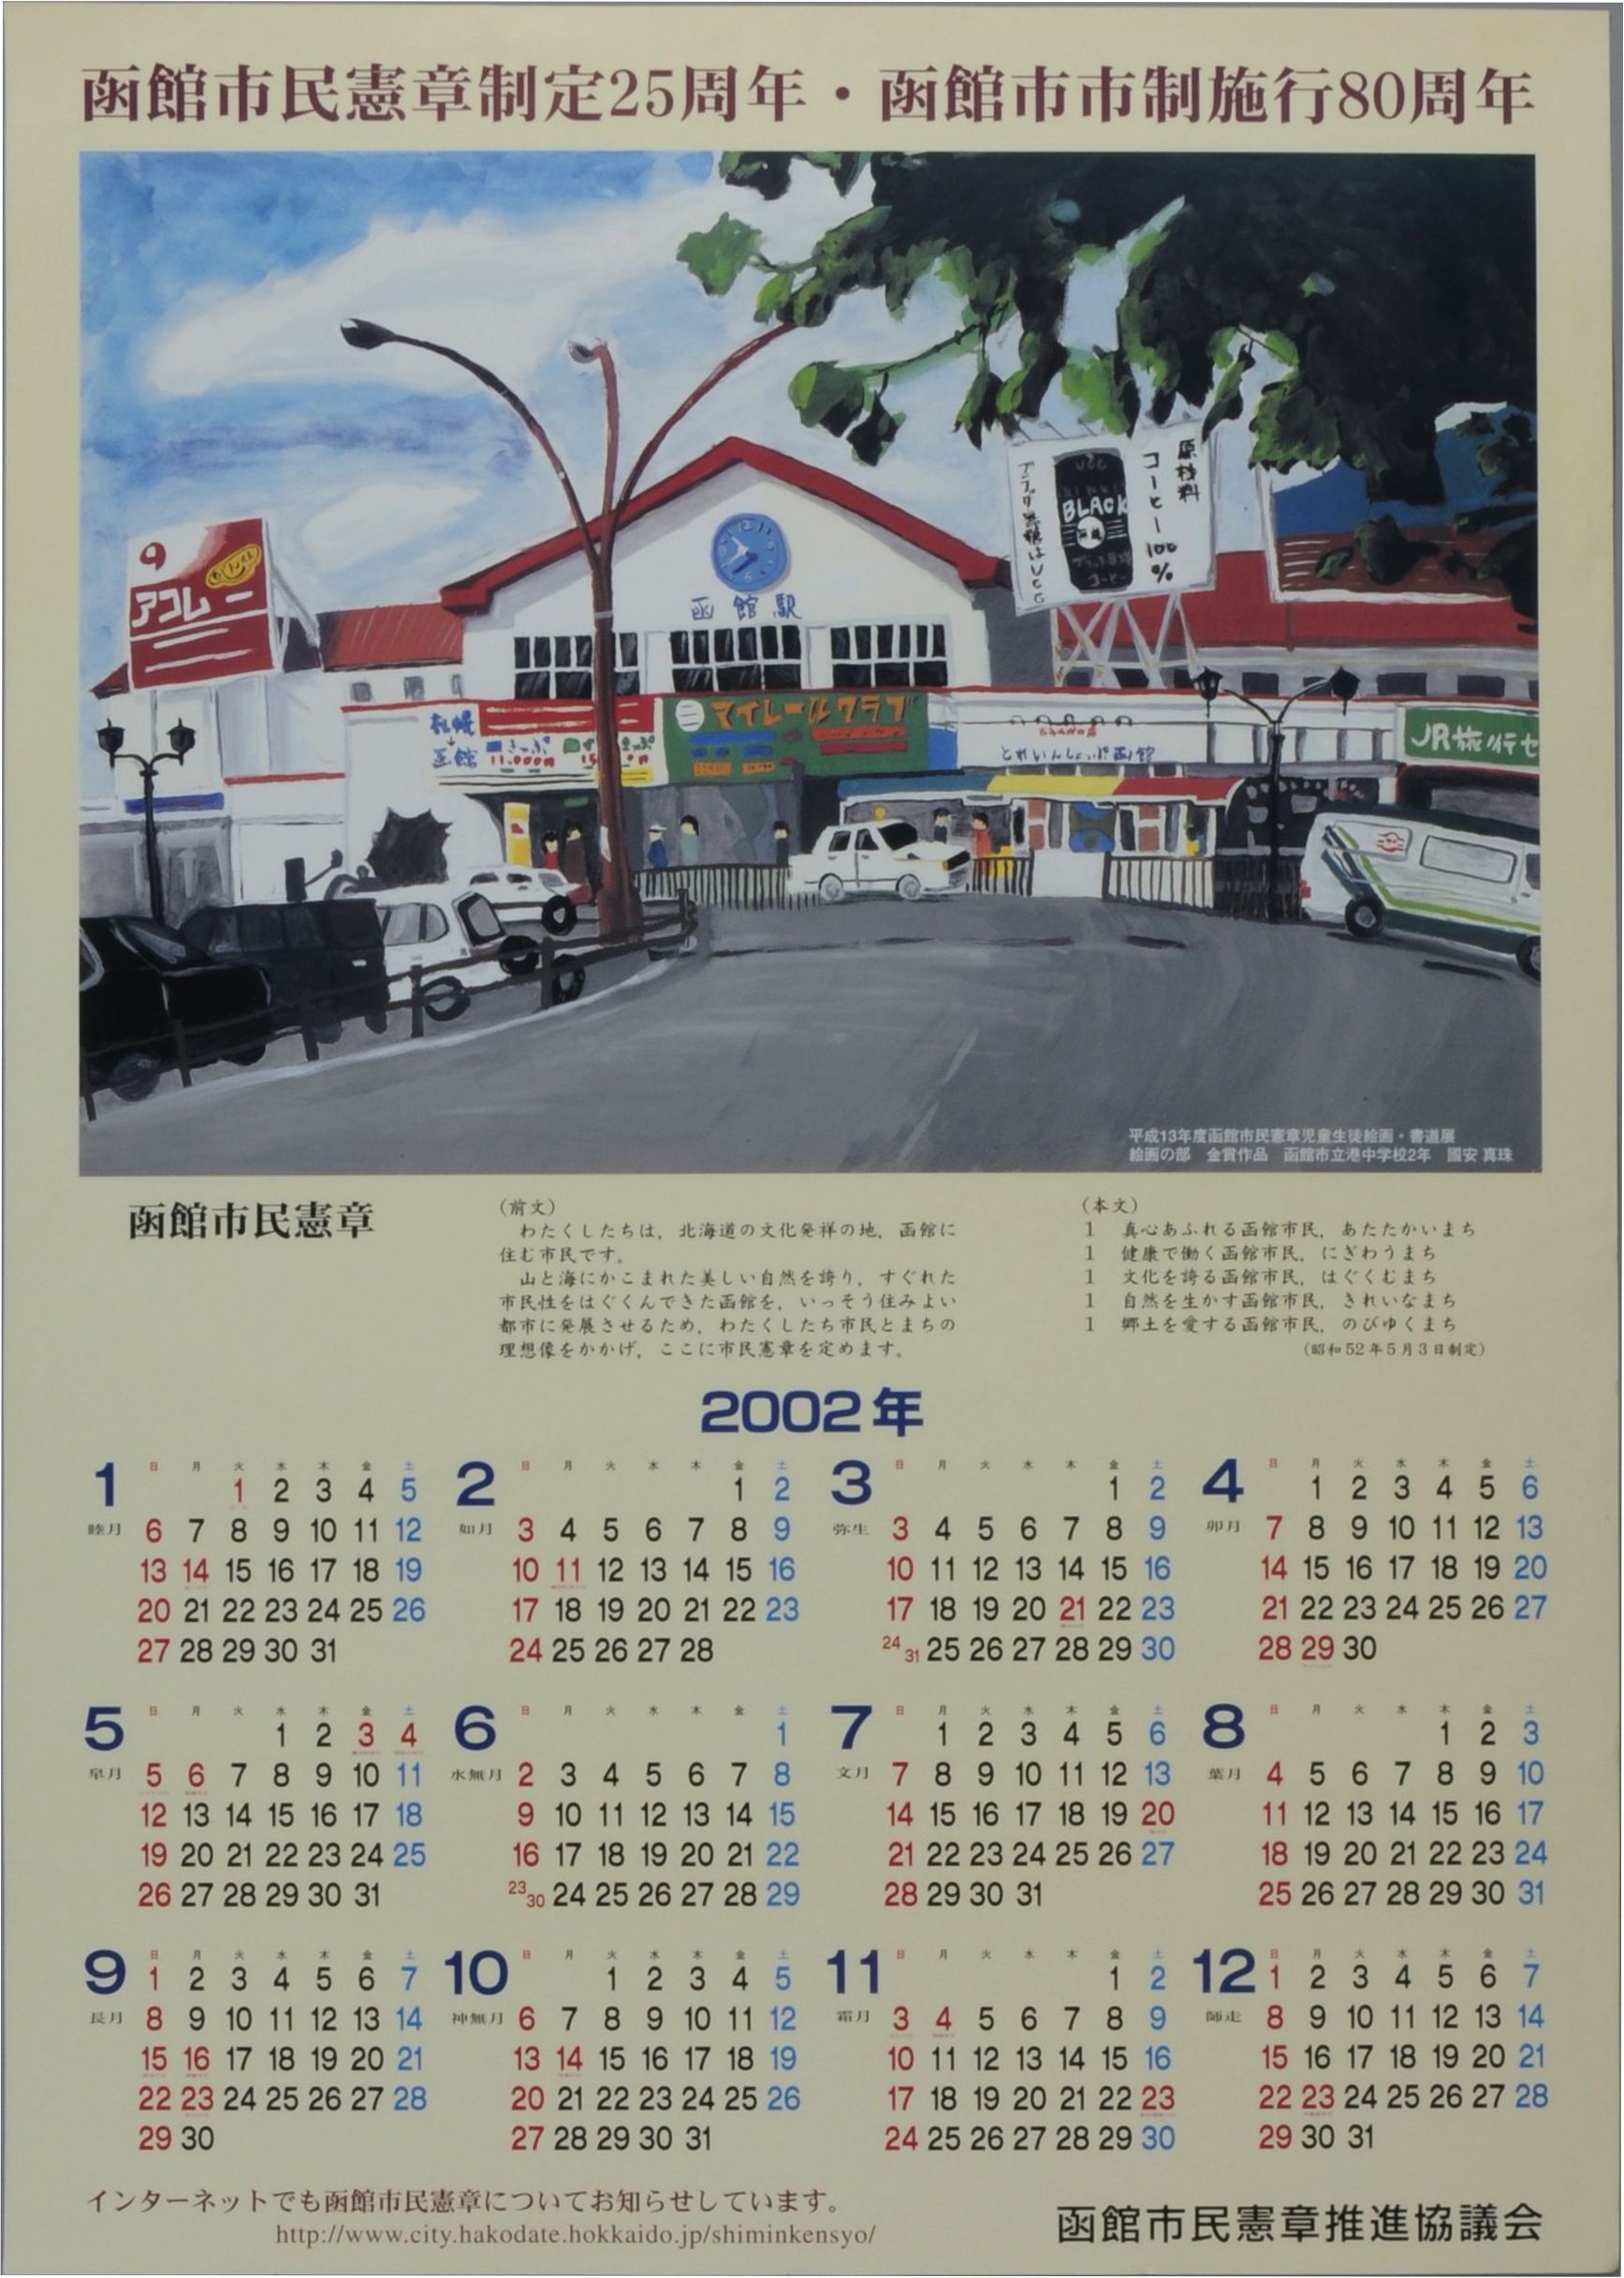 函館市民憲章制定25周年・函館市市制施行80周年
アコム
原材料
コーヒー100%
BLACK
ブラック無糖はUCC
函館駅
札幌
函館
11.000円
マイレールクラブ
とれいんしょっぷ函館
JR旅行セ
平成13年度函館市民憲章児童生徒絵画・書道展
絵画の部 金賞作品 函館市立港中学校2年 國安 真珠
函館市民憲章
(前文)
わたくしたちは,北海道の文化発祥の地,函館に
住む市民です。
山と海にかこまれた美しい自然を誇り,すぐれた
市民性をはぐくんできた函館を,いっそう住みよい
都市に発展させるため,わたくしたち市民とまちの
理想像をかかげ,ここに市民憲章を定めます。
(本文)
1 真心あふれる函館市民,あたたかいまち
1 健康で働く函館市民,にぎわうまち
1 文化を誇る函館市民,はぐくむまち
1 自然を生かす函館市民,きれいなまち
1 郷土を愛する函館市民,のびゆくまち
(昭和52年5月3日制定)
2002年
1 睦月
日 月 火 水 木 金 土
1 2 3 4 5
6 7 8 9 10 11 12
13 14 15 16 17 18 19
20 21 22 23 24 25 26
27 28 29 30 31
2 如月
日 月 火 水 木 金 土
1 2
3 4 5 6 7 8 9
10 11 12 13 14 15 16
17 18 19 20 21 22 23
24 25 26 27 28
3 弥生
日 月 火 水 木 金 土
1 2
3 4 5 6 7 8 9
10 11 12 13 14 15 16
17 18 19 20 21 22 23
24 31 25 26 27 28 29 30
4 卯月
日 月 火 水 木 金 土
1 2 3 4 5 6
7 8 9 10 11 12 13
14 15 16 17 18 19 20
21 22 23 24 25 26 27
28 29 30
5 皐月
日 月 火 水 木 金 土
1 2 3 4
5 6 7 8 9 10 11
12 13 14 15 16 17 18
19 20 21 22 23 24 25
26 27 28 29 30 31
6 水無月
日 月 火 水 木 金 土
1
2 3 4 5 6 7 8
9 10 11 12 13 14 15
16 17 18 19 20 21 22
23 30 24 25 26 27 28 29
7 文月
日 月 火 水 木 金 土
1 2 3 4 5 6
7 8 9 10 11 12 13
14 15 16 17 18 19 20
21 22 23 24 25 26 27
28 29 30 31
8 葉月
日 月 火 水 木 金 土
1 2 3
4 5 6 7 8 9 10
11 12 13 14 15 16 17
18 19 20 21 22 23 24
25 26 27 28 29 30 31
9 長月
日 月 火 水 木 金 土
1 2 3 4 5 6 7
8 9 10 11 12 13 14
15 16 17 18 19 20 21
22 23 24 25 26 27 28
29 30
10 神無月
日 月 火 水 木 金 土
1 2 3 4 5
6 7 8 9 10 11 12
13 14 15 16 17 18 19
20 21 22 23 24 25 26
27 28 29 30 31
11 霜月
日 月 火 水 木 金 土
1 2
3 4 5 6 7 8 9
10 11 12 13 14 15 16
17 18 19 20 21 22 23
24 25 26 27 28 29 30
12 師走
日 月 火 水 木 金 土
1 2 3 4 5 6 7
8 9 10 11 12 13 14
15 16 17 18 19 20 21
22 23 24 25 26 27 28
29 30 31
インターネットでも函館市民憲章についてお知らせしています。
http://www.city.hakodate.hokkaido.jp/shiminkensyo/
函館市民憲章推進協議会